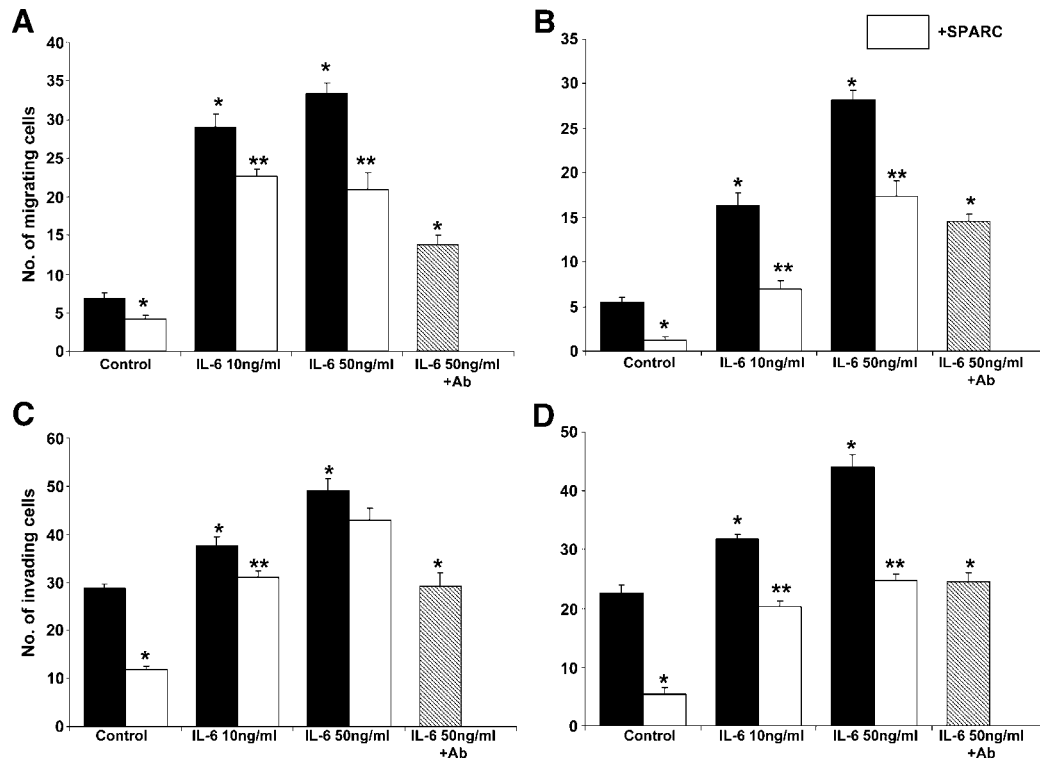 A
No. of migrating cells
40
35
30
25
20
15
10
5
0
*
*
**
*
**
*
Control
IL-6 10ng/ml
IL-6 50ng/ml
IL-6 50ng/ml
+Ab
B
+SPARC
35
30
25
20
15
10
5
0
*
*
**
*
**
*
Control
IL-6 10ng/ml
IL-6 50ng/ml
IL-6 50ng/ml
+Ab
C
No. of invading cells
60
50
40
30
20
10
0
*
*
**
*
*
Control
IL-6 10ng/ml
IL-6 50ng/ml
IL-6 50ng/ml
+Ab
D
50
40
30
20
10
0
*
*
**
*
**
*
Control
IL-6 10ng/ml
IL-6 50ng/ml
IL-6 50ng/ml
+Ab